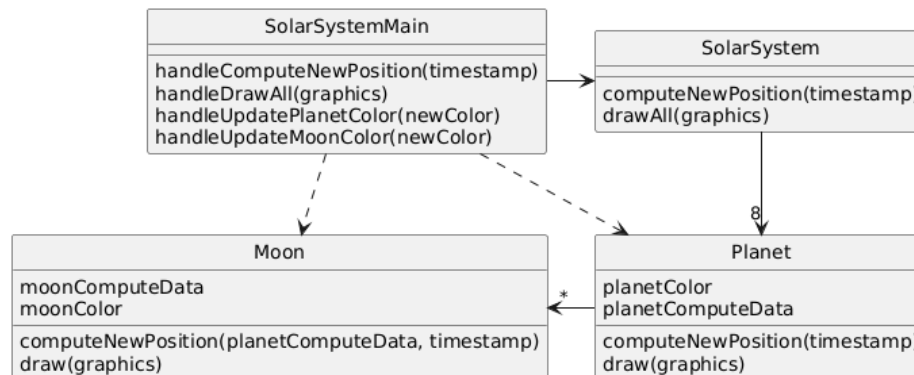 SolarSystemMain
handleComputeNewPosition(timestamp)
handleDrawAll(graphics)
handleUpdatePlanetColor(newColor)
handleUpdateMoonColor(newColor)
SolarSystem
computeNewPosition(timestamp)
drawAll(graphics)
8
Moon
moonComputeData
moonColor
computeNewPosition(planetComputeData, timestamp)
draw(graphics)
*
Planet
planetColor
planetComputeData
computeNewPosition(timestamp)
draw(graphics)